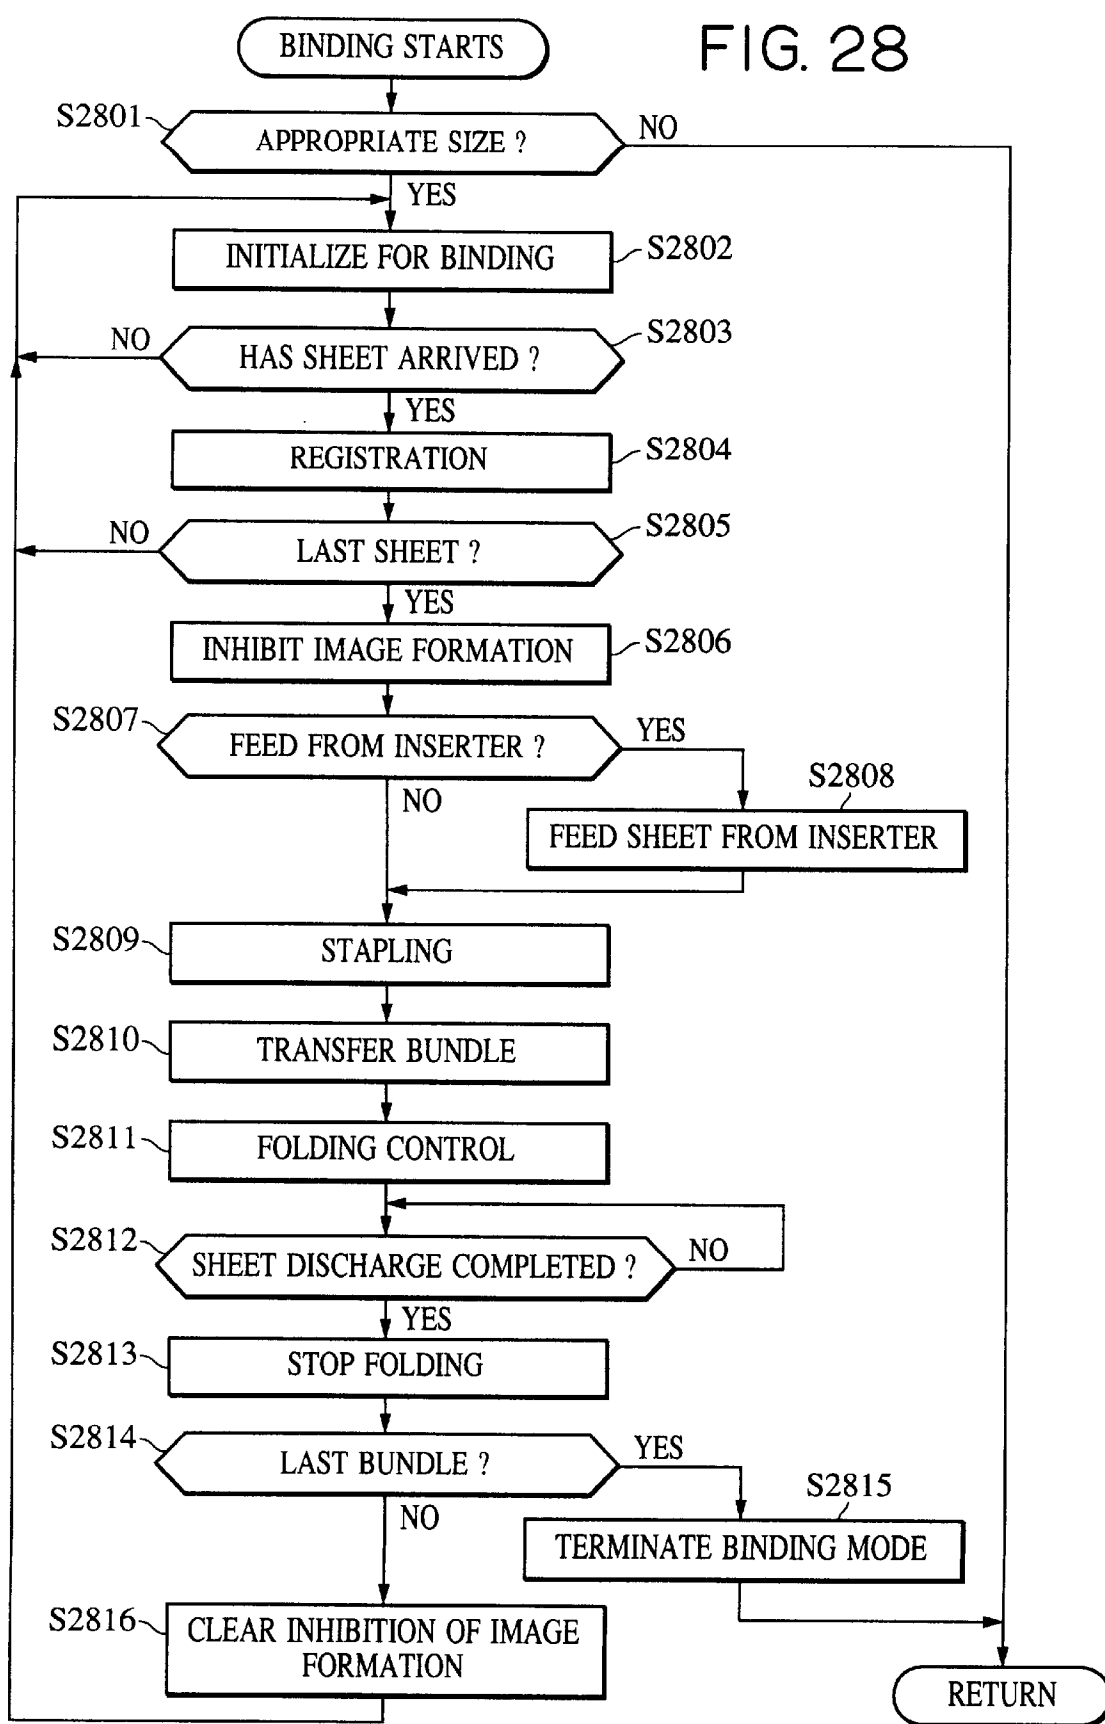 FIG. 28
BINDING STARTS
S2801
APPROPRIATE SIZE ?
NO
YES
INITIALIZE FOR BINDING
S2802
NO
HAS SHEET ARRIVED ?
S2803
YES
REGISTRATION
S2804
NO
LAST SHEET ?
S2805
YES
INHIBIT IMAGE FORMATION
S2806
S2807
FEED FROM INSERTER ?
YES
NO
S2808
FEED SHEET FROM INSERTER
S2809
STAPLING
S2810
TRANSFER BUNDLE
S2811
FOLDING CONTROL
S2812
SHEET DISCHARGE COMPLETED ?
NO
YES
S2813
STOP FOLDING
S2814
LAST BUNDLE ?
YES
NO
S2815
TERMINATE BINDING MODE
S2816
CLEAR INHIBITION OF IMAGE
FORMATION
RETURN